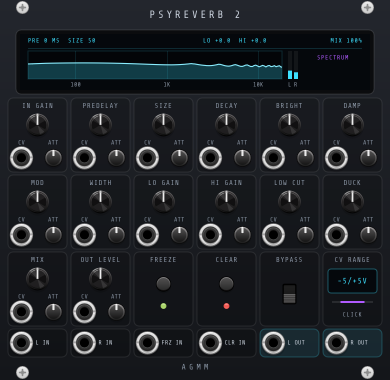 PSYREVERB 2
PRE 0 MS SIZE 50 LO +0.0 HI +0.0 MIX 100%
SPECTRUM
100 1K 10K L R
IN GAIN PREDELAY SIZE DECAY BRIGHT DAMP
CV ATT CV ATT CV ATT CV ATT CV ATT CV ATT
MOD WIDTH LO GAIN HI GAIN LOW CUT DUCK
CV ATT CV ATT CV ATT CV ATT CV ATT CV ATT
MIX OUT LEVEL FREEZE CLEAR BYPASS CV RANGE
-5/+5V
CV ATT CV ATT CLICK
L IN R IN FRZ IN CLR IN L OUT R OUT
AGMM